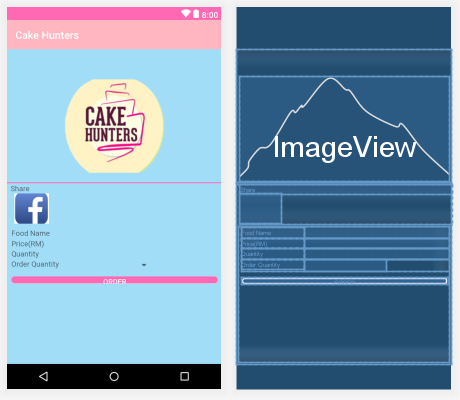 8:00
Cake Hunters
CAKE
HUNTERS
Share
f
Food Name
Price(RM)
Quantity
Order Quantity
ORDER
ImageView
Share
Food Name
Price(RM)
Quantity
Order Quantity